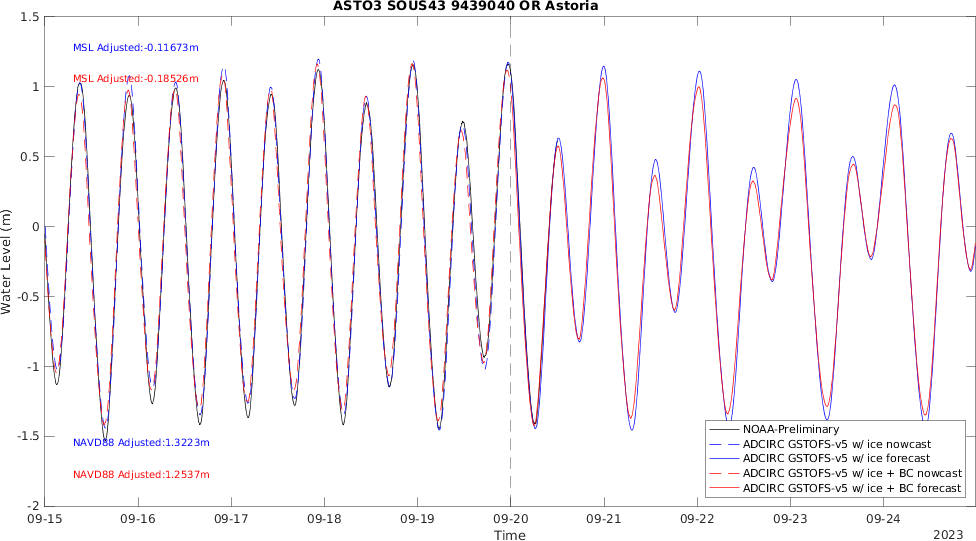 ASTO3 SOUS43 9439040 OR Astoria
MSL Adjusted:-0.11673m
MSL Adjusted:-0.18526m
NAVD88 Adjusted:1.3223m
NAVD88 Adjusted:1.2537m
Water Level (m)
1.5
1
0.5
0
-0.5
-1
-1.5
-2
NOAA-Preliminary
ADCIRC GSTOFS-v5 w/ ice nowcast
ADCIRC GSTOFS-v5 w/ ice forecast
ADCIRC GSTOFS-v5 w/ ice + BC nowcast
ADCIRC GSTOFS-v5 w/ ice + BC forecast
09-15 09-16 09-17 09-18 09-19 09-20 09-21 09-22 09-23 09-24
Time
2023